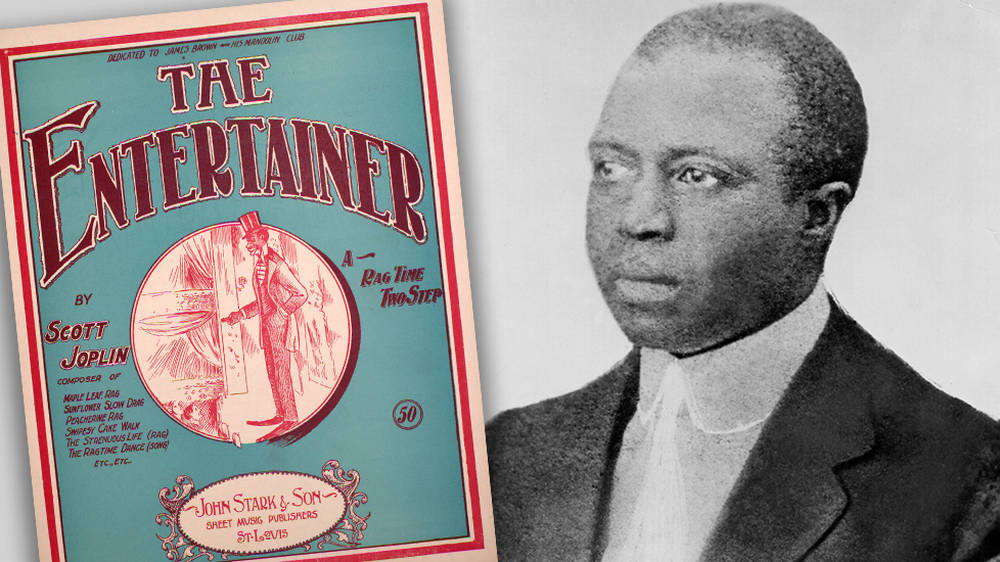 DEDICATED TO JAMES BROWN AND HIS MANDOLIN CLUB
THE
ENTERTAINER
A
RAG TIME
TWO-STEP
BY
SCOTT
JOPLIN
COMPOSER OF
MAPLE LEAF RAG
SUNFLOWER SLOW DRAG
PEACHERINE RAG
SWIPESY CAKE WALK
THE STRENUOUS LIFE (RAG)
THE RAGTIME DANCE (SONG)
ETC., ETC.
50
JOHN STARK & SON
SHEET MUSIC PUBLISHERS
ST. LOUIS